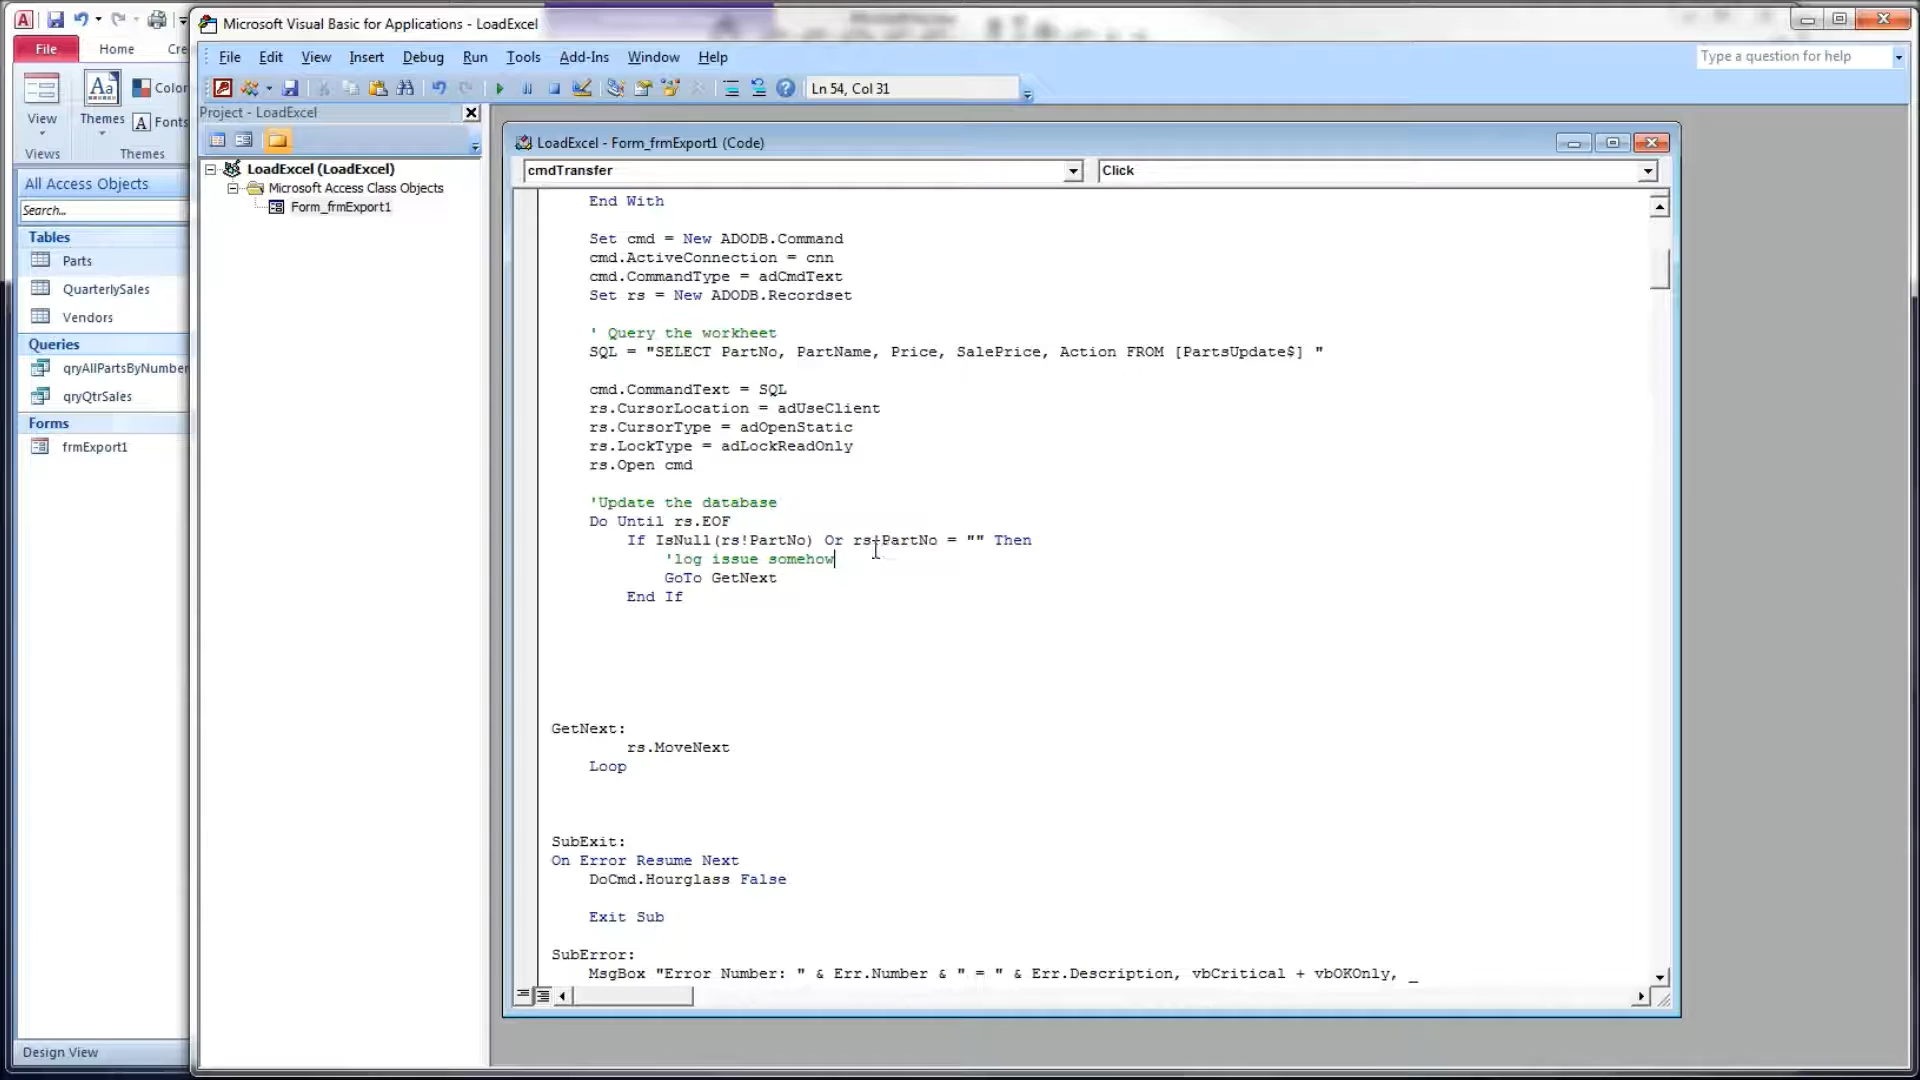 Microsoft Visual Basic for Applications - LoadExcel
File
Home
File Edit View Insert Debug Run Tools Add-Ins Window Help
Type a question for help
Ln 54, Col 31
View
Themes
Color
Fonts
Views
Themes
Project - LoadExcel
LoadExcel (LoadExcel)
Microsoft Access Class Objects
Form_frmExport1
All Access Objects
Search...
Tables
Parts
QuarterlySales
Vendors
Queries
qryAllPartsByNumber
qryQtrSales
Forms
frmExport1
Design View
LoadExcel - Form_frmExport1 (Code)
cmdTransfer
Click
End With
Set cmd = New ADODB.Command
cmd.ActiveConnection = cnn
cmd.CommandType = adCmdText
Set rs = New ADODB.Recordset
' Query the workheet
SQL = "SELECT PartNo, PartName, Price, SalePrice, Action FROM [PartsUpdate$] "
cmd.CommandText = SQL
rs.CursorLocation = adUseClient
rs.CursorType = adOpenStatic
rs.LockType = adLockReadOnly
rs.Open cmd
'Update the database
Do Until rs.EOF
If IsNull(rs!PartNo) Or rs!PartNo = "" Then
'log issue somehow
GoTo GetNext
End If
GetNext:
rs.MoveNext
Loop
SubExit:
On Error Resume Next
DoCmd.Hourglass False
Exit Sub
SubError:
MsgBox "Error Number: " & Err.Number & " = " & Err.Description, vbCritical + vbOKOnly, _